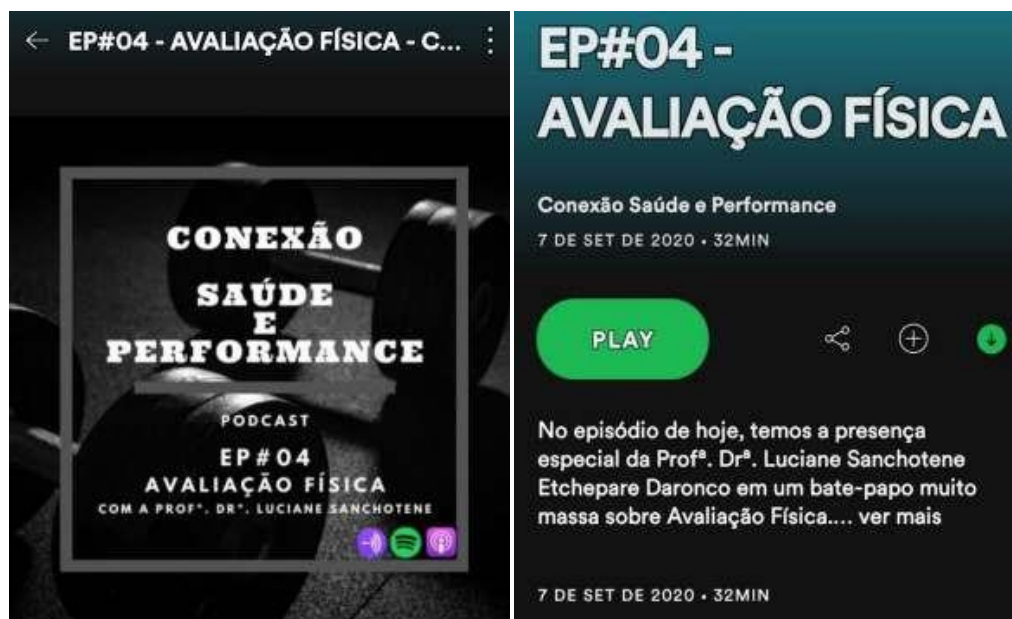 EP#04 - AVALIAÇÃO FÍSICA - C...
CONEXÃO
SAÚDE
E
PERFORMANCE
PODCAST
EP#04
AVALIAÇÃO FÍSICA
COM A PROFª. DRª. LUCIANE SANCHOTENE
EP#04 -
AVALIAÇÃO FÍSICA
Conexão Saúde e Performance
7 DE SET DE 2020 • 32MIN
PLAY
No episódio de hoje, temos a presença
especial da Profª. Drª. Luciane Sanchotene
Etchepare Daronco em um bate-papo muito
massa sobre Avaliação Física.... ver mais
7 DE SET DE 2020 • 32MIN